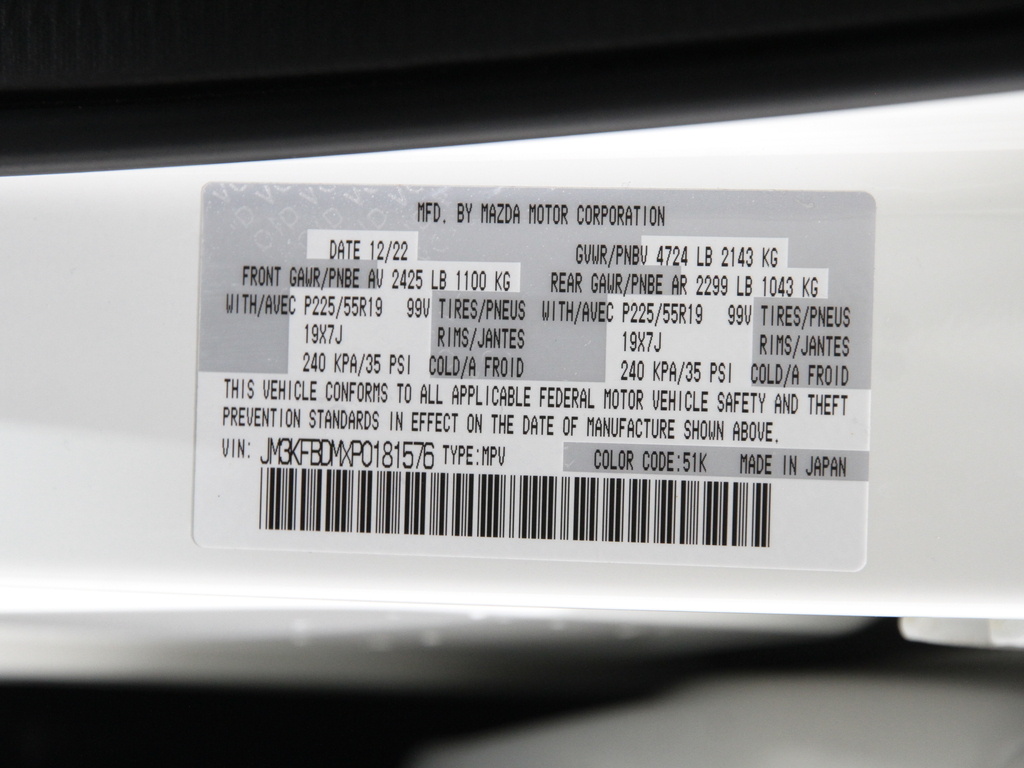 MFD. BY MAZDA MOTOR CORPORATION
DATE 12/22 GVWR/PNBV 4724 LB 2143 KG
FRONT GAWR/PNBE AV 2425 LB 1100 KG REAR GAWR/PNBE AR 2299 LB 1043 KG
WITH/AVEC P225/55R19 99V TIRES/PNEUS WITH/AVEC P225/55R19 99V TIRES/PNEUS
19X7J RIMS/JANTES 19X7J RIMS/JANTES
240 KPA/35 PSI COLD/A FROID 240 KPA/35 PSI COLD/A FROID
THIS VEHICLE CONFORMS TO ALL APPLICABLE FEDERAL MOTOR VEHICLE SAFETY AND THEFT
PREVENTION STANDARDS IN EFFECT ON THE DATE OF MANUFACTURE SHOWN ABOVE.
VIN: JM3KFBDMXP0181576 TYPE:MPV COLOR CODE:51K MADE IN JAPAN